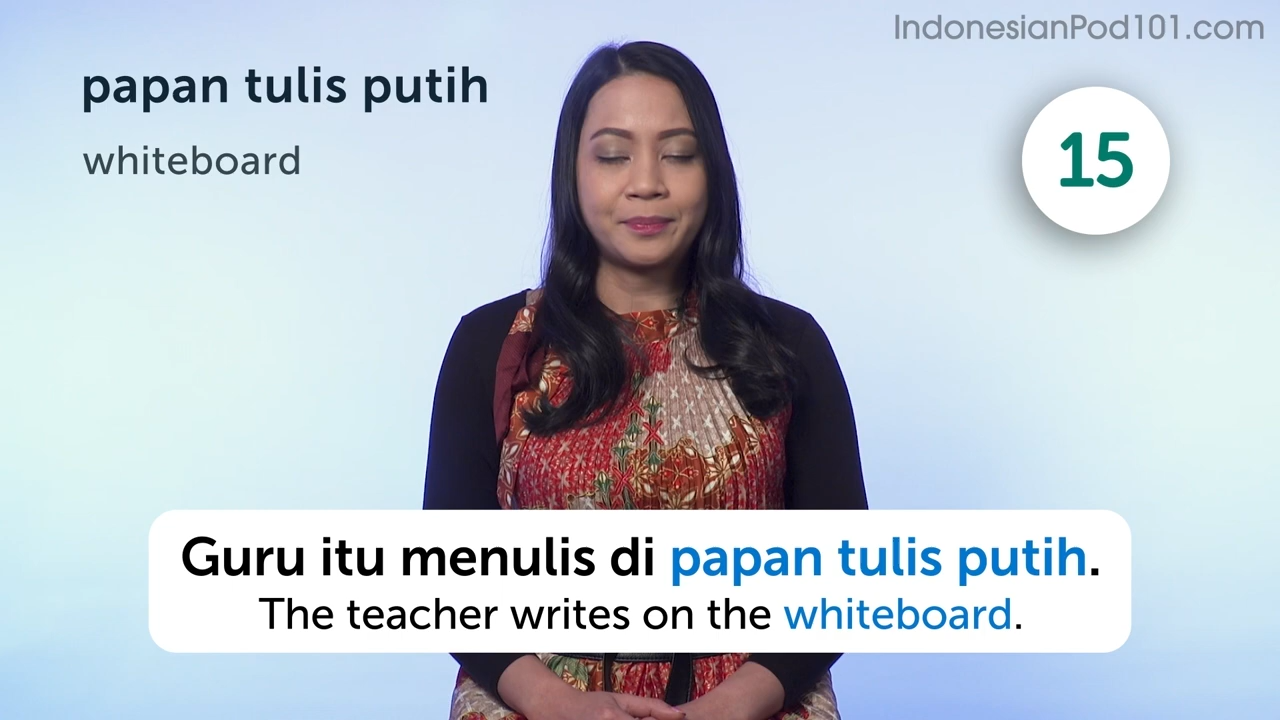 IndonesianPod101.com
papan tulis putih
whiteboard
15
Guru itu menulis di papan tulis putih.
The teacher writes on the whiteboard.